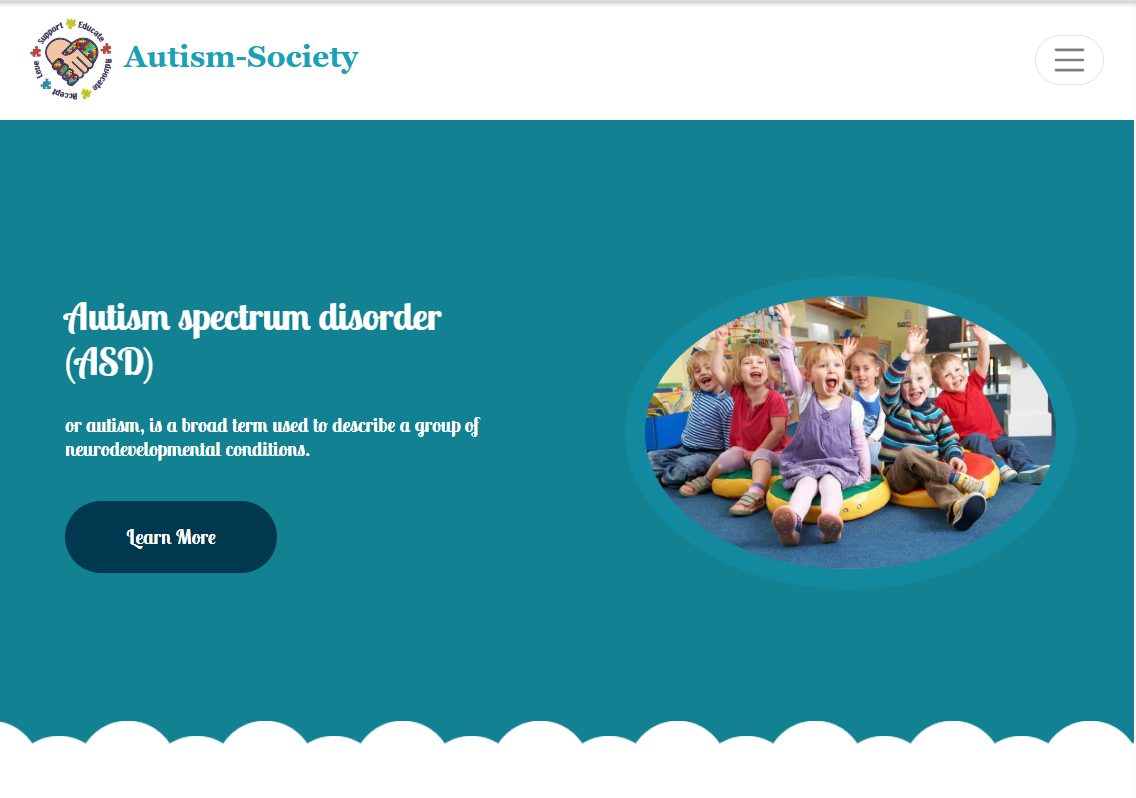 Support Educate Advocate Accept Love
Autism-Society
Autism spectrum disorder
(ASD)
or autism, is a broad term used to describe a group of
neurodevelopmental conditions.
Learn More